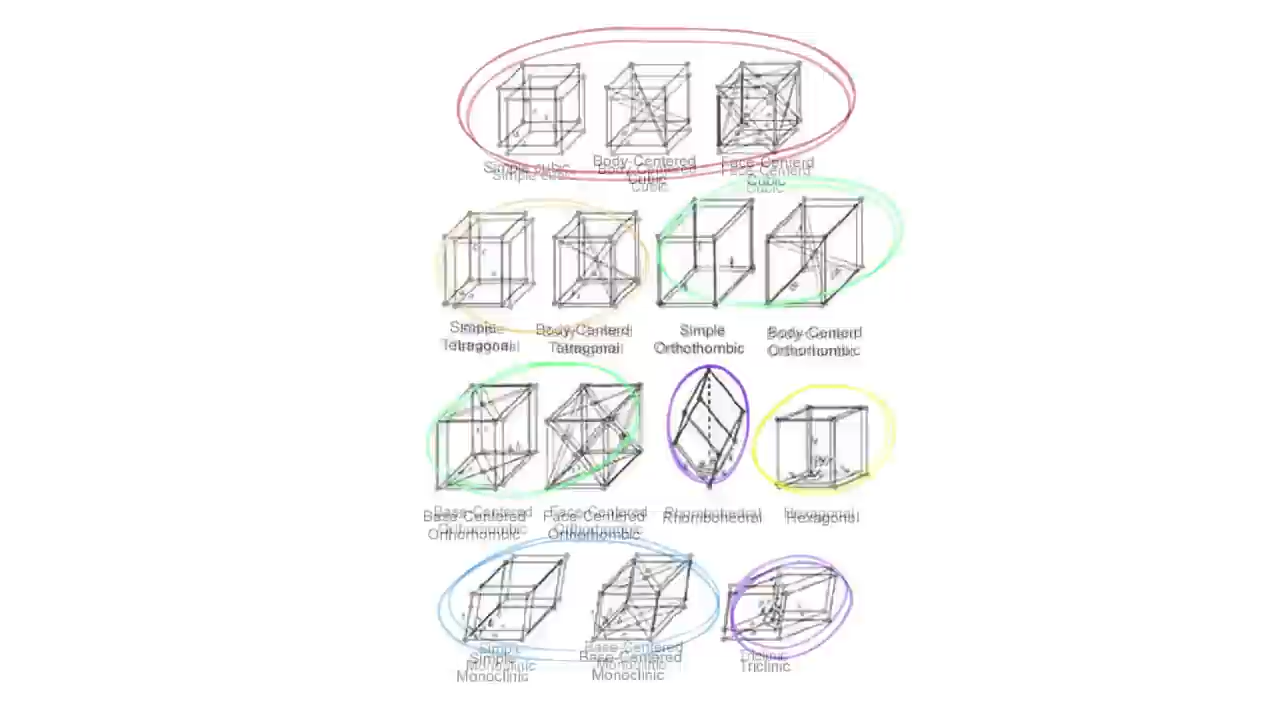 Simple cubic
Body-Centered
Cubic
Face-Centerd
Cubic
Simple
Tetragonal
Body-Centerd
Tetragonal
Simple
Orthothombic
Body-Centerd
Orthorhombic
Base-Centered
Orthorhombic
Face-Centered
Orthorhombic
Rhombohedral
Hexagonal
Simple
Monoclinic
Base-Centered
Monoclinic
Triclinic